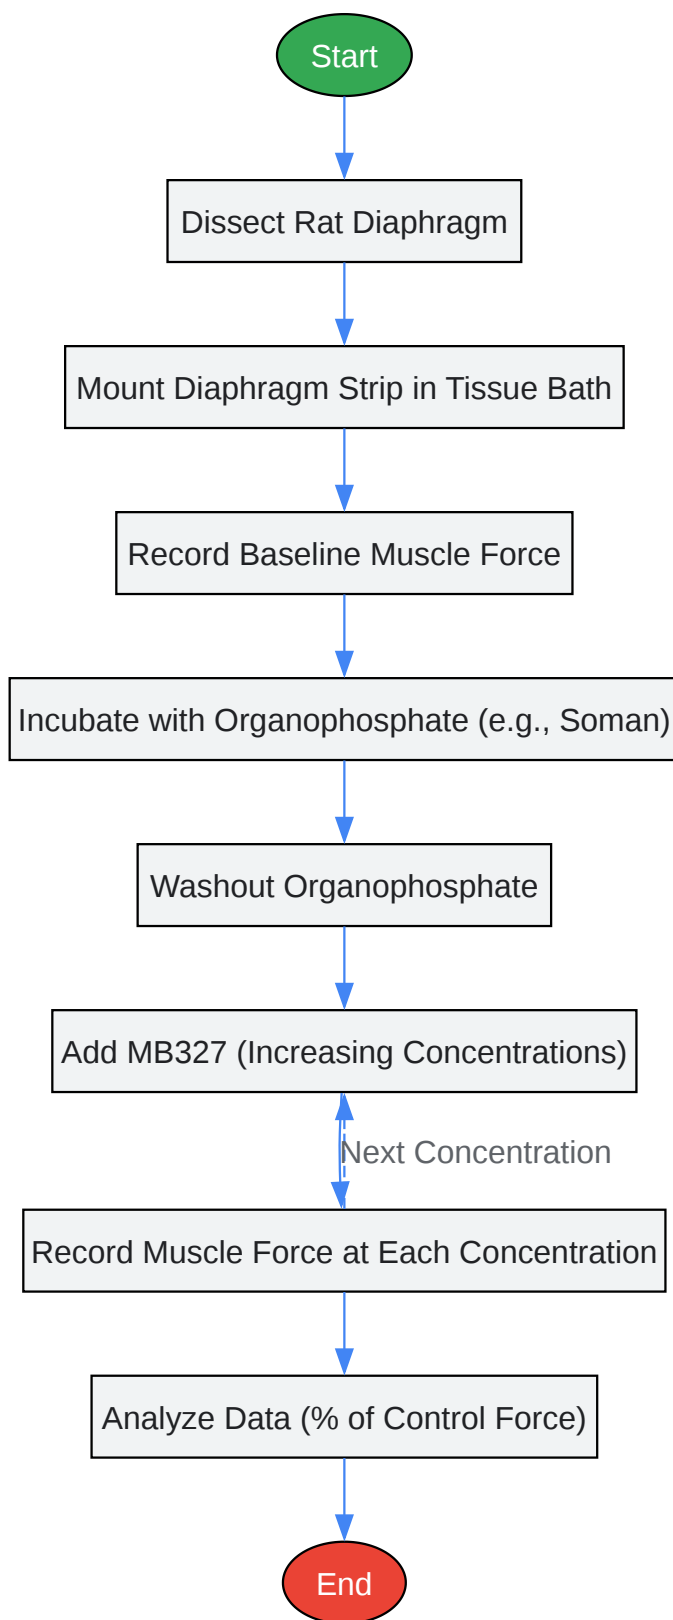 Start
Dissect Rat Diaphragm
Mount Diaphragm Strip in Tissue Bath
Record Baseline Muscle Force
Incubate with Organophosphate (e.g., Soman)
Washout Organophosphate
Add MB327 (Increasing Concentrations)
Next Concentration
Record Muscle Force at Each Concentration
Analyze Data (% of Control Force)
End